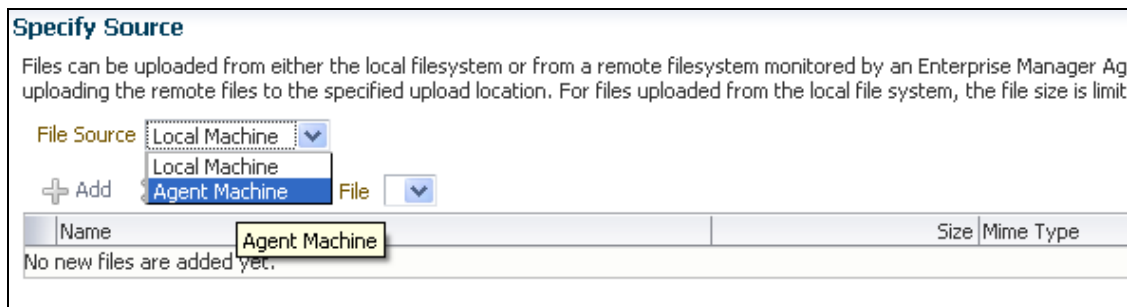 Specify Source
Files can be uploaded from either the local filesystem or from a remote filesystem monitored by an Enterprise Manager Ag
uploading the remote files to the specified upload location. For files uploaded from the local file system, the file size is limit
File Source Local Machine
Local Machine
Add Agent Machine File
Name Size Mime Type
Agent Machine
No new files are added yet.